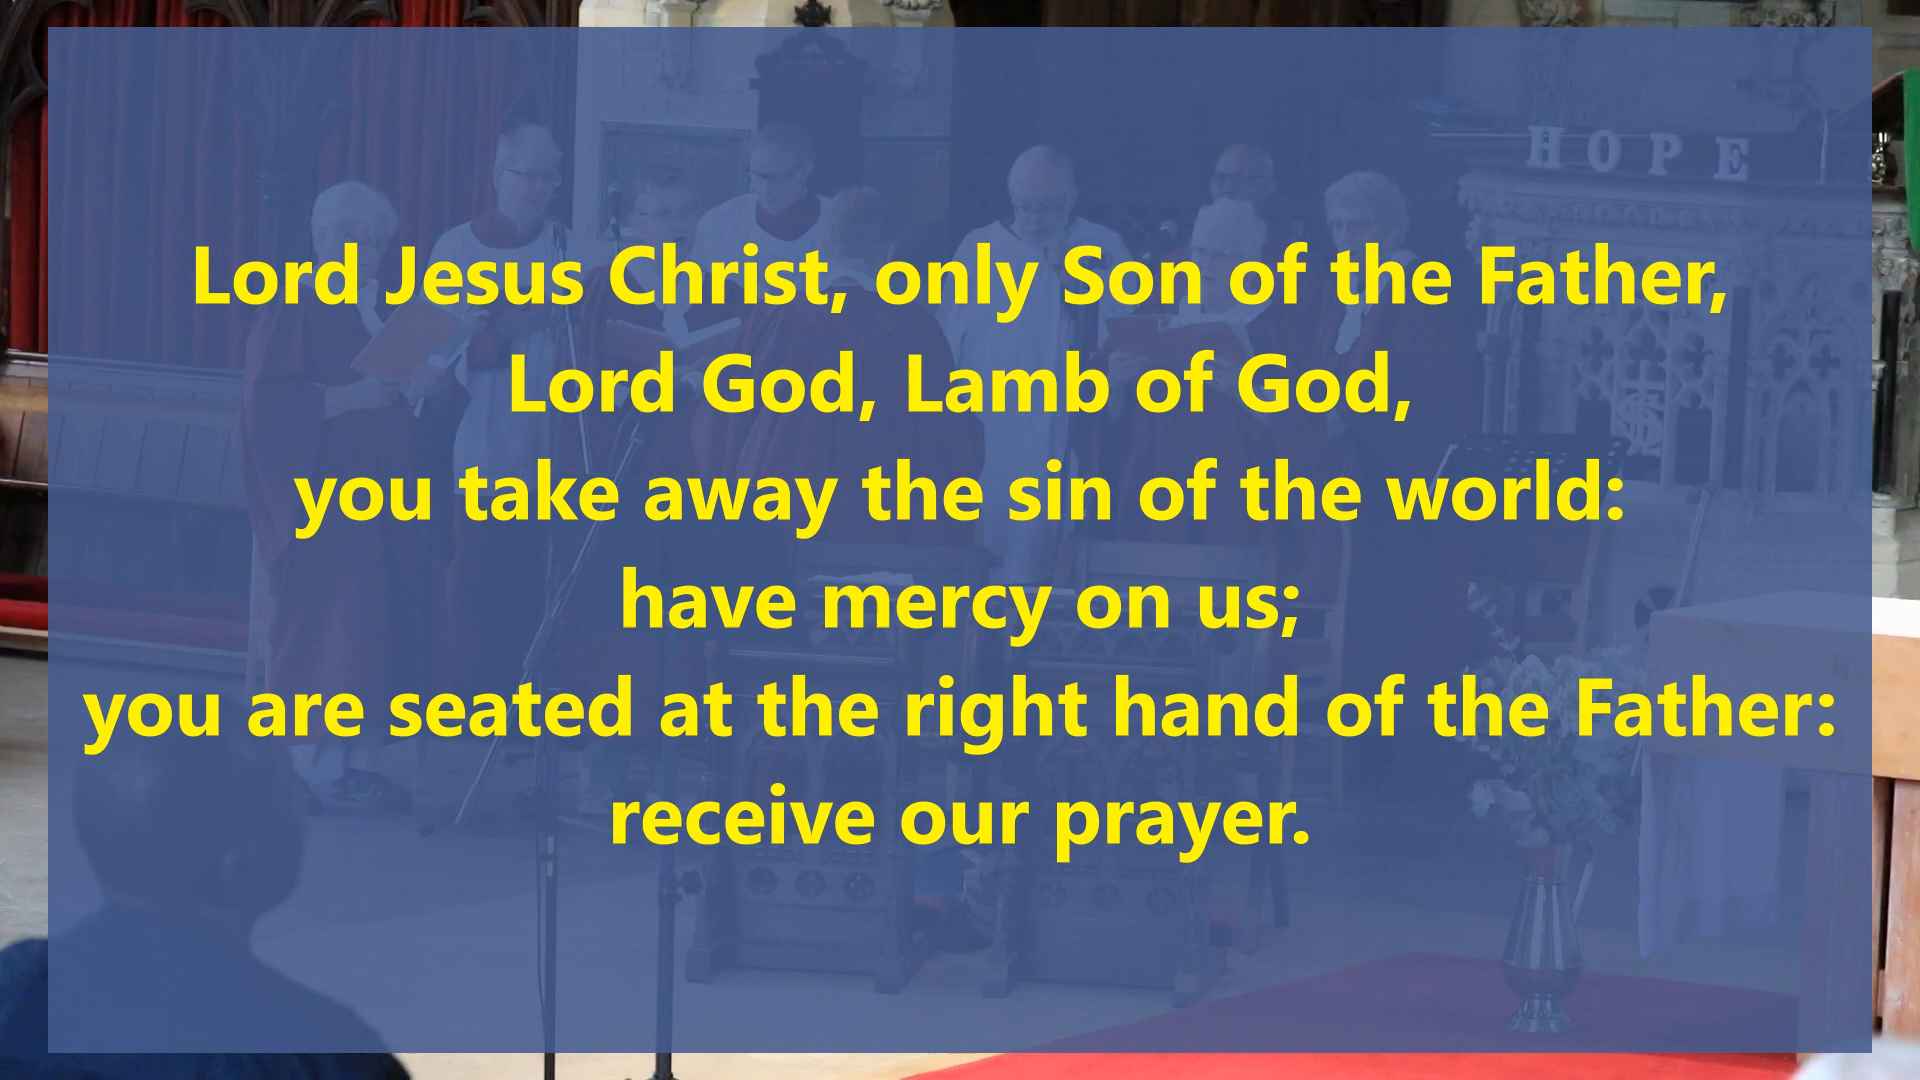 HOPE
Lord Jesus Christ, only Son of the Father,
Lord God, Lamb of God,
you take away the sin of the world:
have mercy on us;
you are seated at the right hand of the Father:
receive our prayer.